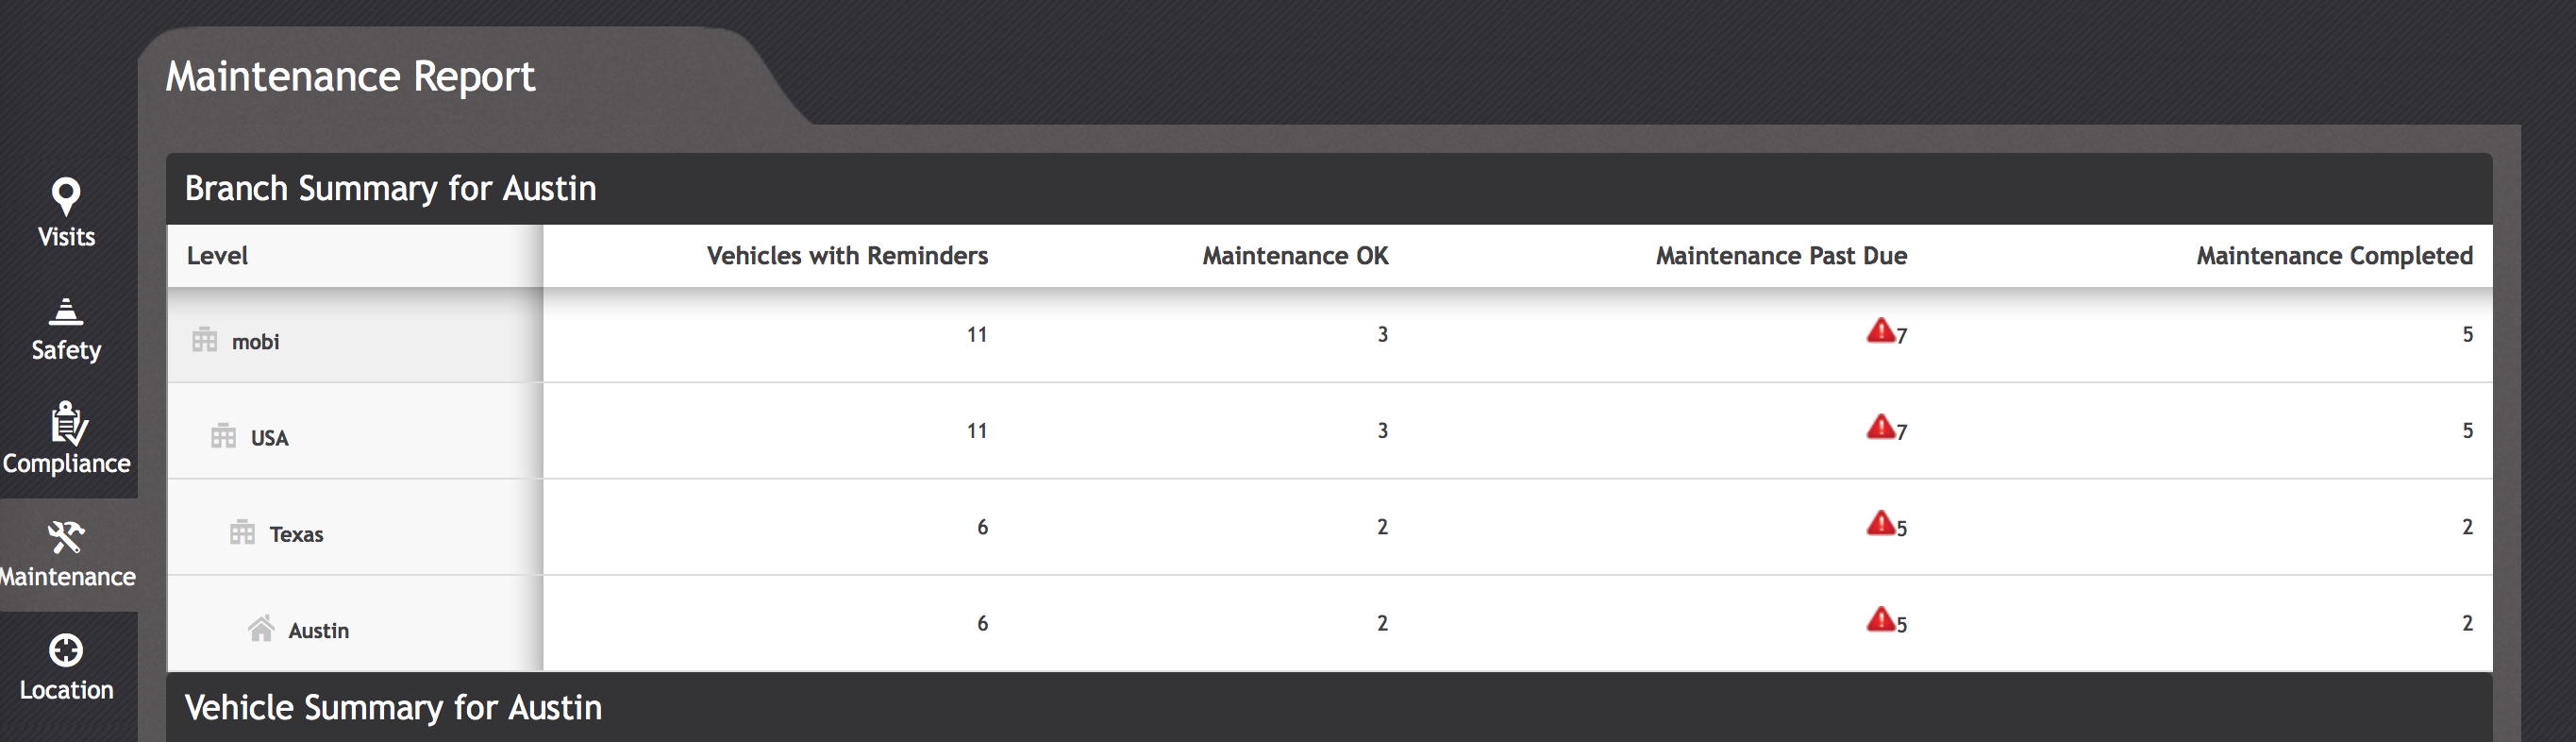 Maintenance Report
Visits
Safety
Compliance
Maintenance
Location
Branch Summary for Austin
Level Vehicles with Reminders Maintenance OK Maintenance Past Due Maintenance Completed
mobi 11 3 7 5
USA 11 3 7 5
Texas 6 2 5 2
Austin 6 2 5 2
Vehicle Summary for Austin